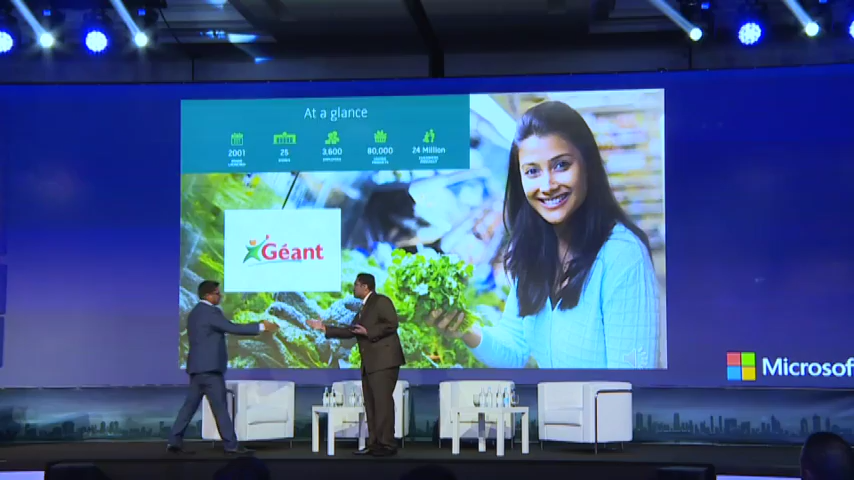 At a glance
2001
25
3,600
80,000
24 Million
Géant
Microsof